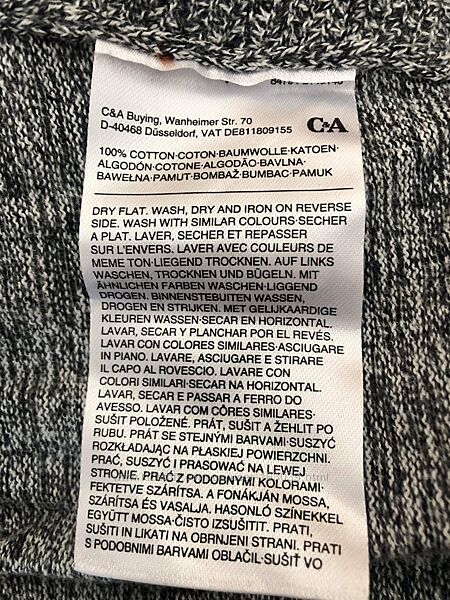 C&A Buying, Wanheimer Str. 70
D-40468 Düsseldorf, VAT DE811809155
C&A
100% COTTON·COTON·BAUMWOLLE·KATOEN·
ALGODÓN·COTONE·ALGODÃO·BAVLNA·
BAWEŁNA·PAMUT·BOMBAŽ·BUMBAC·PAMUK
DRY FLAT. WASH, DRY AND IRON ON REVERSE
SIDE. WASH WITH SIMILAR COLOURS·SECHER
A PLAT. LAVER, SECHER ET REPASSER
SUR L'ENVERS. LAVER AVEC COULEURS DE
MEME TON·LIEGEND TROCKNEN. AUF LINKS
WASCHEN, TROCKNEN UND BÜGELN. MIT
ÄHNLICHEN FARBEN WASCHEN·LIGGEND
DROGEN. BINNENSTEBUITEN WASSEN,
DROGEN EN STRIJKEN. MET GELIJKAARDIGE
KLEUREN WASSEN·SECAR EN HORIZONTAL.
LAVAR, SECAR Y PLANCHAR POR EL REVÉS.
LAVAR CON COLORES SIMILARES·ASCIUGARE
IN PIANO. LAVARE, ASCIUGARE E STIRARE
IL CAPO AL ROVESCIO. LAVARE CON
COLORI SIMILARI·SECAR NA HORIZONTAL.
LAVAR, SECAR E PASSAR A FERRO DO
AVESSO. LAVAR COM CÔRES SIMILARES·
SUŠIT POLOŽENÉ. PRÁT, SUŠIT A ŽEHLIT PO
RUBU. PRÁT SE STEJNÝMI BARVAMI·SUSZYĆ
ROZKŁADAJĄC NA PŁASKIEJ POWIERZCHNI.
PRAĆ, SUSZYĆ I PRASOWAĆ NA LEWEJ
STRONIE. PRAĆ Z PODOBNYMI KOLORAMI·
FEKTETVE SZÁRÍTSA. A FONÁKJÁN MOSSA,
SZÁRÍTSA ÉS VASALJA. HASONLÓ SZÍNEKKEL
EGYÜTT MOSSA·ČISTO IZSUŠITIT. PRATI,
SUŠITI IN LIKATI NA OBRNJENI STRANI. PRATI
S PODOBNIMI BARVAMI OBLAČIL·SUŠIŤ VO